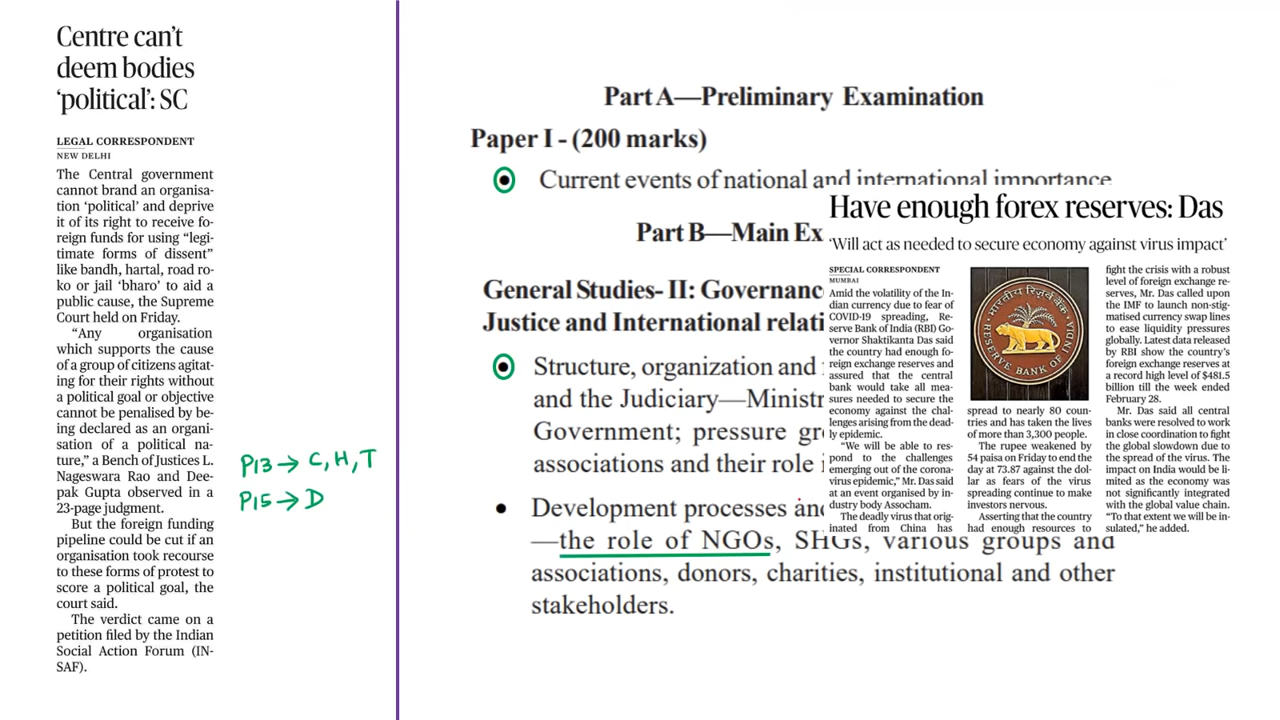 Centre can't
deem bodies
'political': SC
LEGAL CORRESPONDENT
NEW DELHI
The Central government
cannot brand an organisa-
tion 'political' and deprive
it of its right to receive fo-
reign funds for using "legi-
timate forms of dissent"
like bandh, hartal, road ro-
ko or jail 'bharo' to aid a
public cause, the Supreme
Court held on Friday.
"Any organisation
which supports the cause
of a group of citizens agitat-
ing for their rights without
a political goal or objective
cannot be penalised by be-
ing declared as an organi-
sation of a political na-
ture," a Bench of Justices L.
Nageswara Rao and Dee-
pak Gupta observed in a
23-page judgment.
But the foreign funding
pipeline could be cut if an
organisation took recourse
to these forms of protest to
score a political goal, the
court said.
The verdict came on a
petition filed by the Indian
Social Action Forum (IN-
SAF).
P13 → C, H, T
P15 → D
Part A—Preliminary Examination
Paper I - (200 marks)
Current events of national and international importance
Part B—Main Ex
General Studies- II: Governanc
Justice and International relati
Structure, organization and
and the Judiciary—Ministr
Government; pressure gr
associations and their role i
• Development processes and
—the role of NGOs, SHGs, various groups and
associations, donors, charities, institutional and other
stakeholders.
Have enough forex reserves: Das
'Will act as needed to secure economy against virus impact'
SPECIAL CORRESPONDENT
MUMBAI
Amid the volatility of the In-
dian currency due to fear of
COVID-19 spreading, Re-
serve Bank of India (RBI) Go-
vernor Shaktikanta Das said
the country had enough fo-
reign exchange reserves and
assured that the central
bank would take all mea-
sures needed to secure the
economy against the chal-
lenges arising from the dead-
ly epidemic.
"We will be able to res-
pond to the challenges
emerging out of the corona-
virus epidemic," Mr. Das said
at an event organised by in-
dustry body Assocham.
The deadly virus that orig-
inated from China has
भारतीय रिज़र्व बैंक
RESERVE BANK OF INDIA
spread to nearly 80 coun-
tries and has taken the lives
of more than 3,300 people.
The rupee weakened by
54 paisa on Friday to end the
day at 73.87 against the dol-
lar as fears of the virus
spreading continue to make
investors nervous.
Asserting that the country
had enough resources to
fight the crisis with a robust
level of foreign exchange re-
serves, Mr. Das called upon
the IMF to launch non-stig-
matised currency swap lines
to ease liquidity pressures
globally. Latest data released
by RBI show the country's
foreign exchange reserves at
a record high level of $481.5
billion till the week ended
February 28.
Mr. Das said all central
banks were resolved to work
in close coordination to fight
the global slowdown due to
the spread of the virus. The
impact on India would be li-
mited as the economy was
not significantly integrated
with the global value chain.
"To that extent we will be in-
sulated," he added.